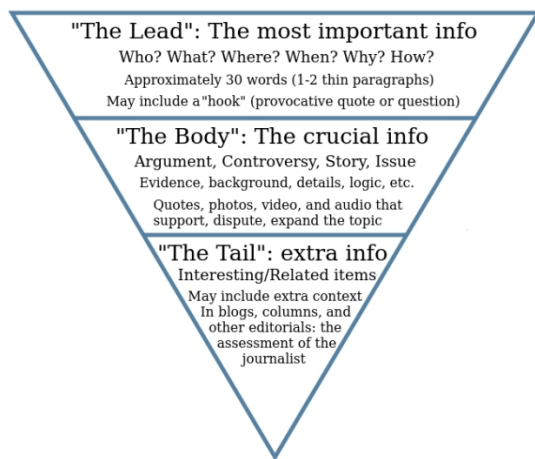 "The Lead": The most important info
Who? What? Where? When? Why? How?
Approximately 30 words (1-2 thin paragraphs)
May include a "hook" (provocative quote or question)
"The Body": The crucial info
Argument, Controversy, Story, Issue
Evidence, background, details, logic, etc.
Quotes, photos, video, and audio that
support, dispute, expand the topic
"The Tail": extra info
Interesting/Related items
May include extra context
In blogs, columns, and
other editorials: the
assessment of the
journalist